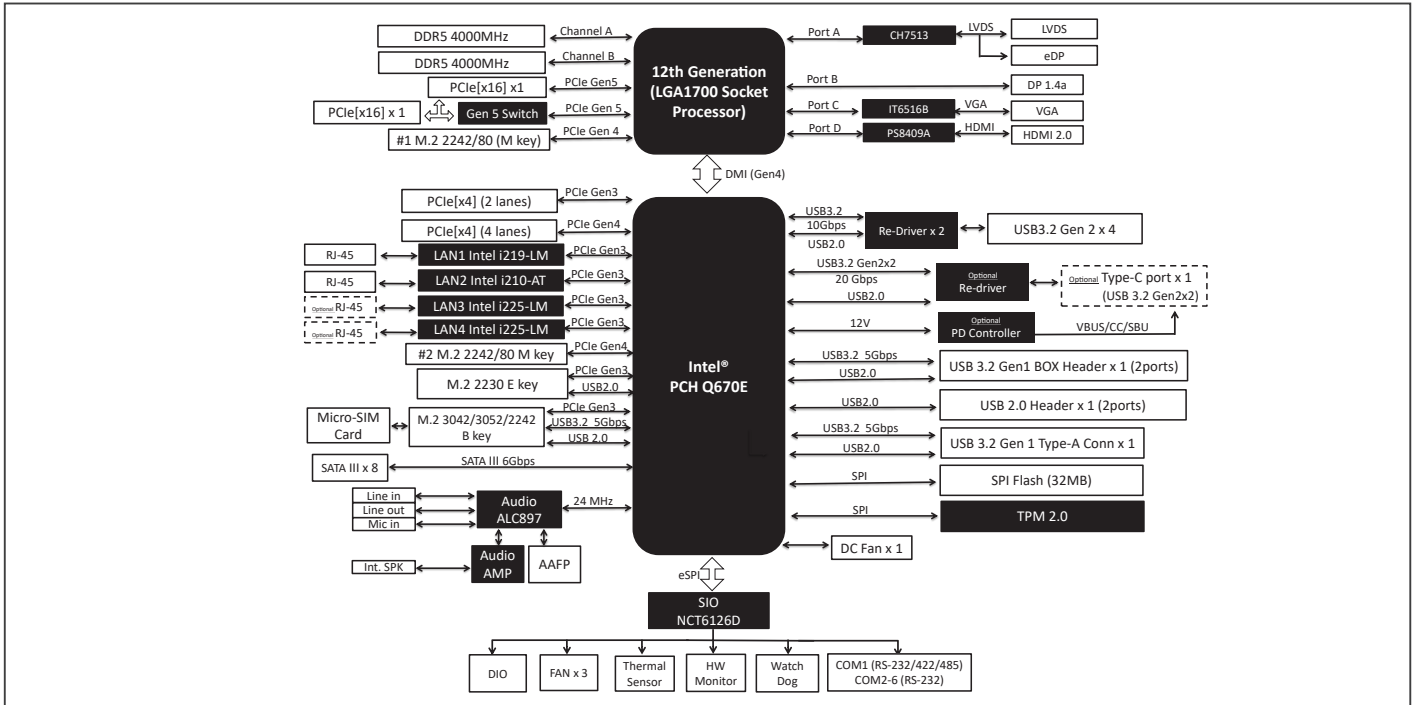 DDR5 4000MHz
Channel A
DDR5 4000MHz
Channel B
PCIe[x16] x1
PCIe Gen5
PCIe[x16] x 1
Gen 5 Switch
PCIe Gen 5
#1 M.2 2242/80 (M key)
PCIe Gen 4
12th Generation
(LGA1700 Socket
Processor)
Port A
CH7513
LVDS
LVDS
eDP
Port B
DP 1.4a
Port C
IT6516B
VGA
VGA
Port D
PS8409A
HDMI
HDMI 2.0
DMI (Gen4)
PCIe[x4] (2 lanes)
PCIe Gen3
PCIe[x4] (4 lanes)
PCIe Gen4
RJ-45
LAN1 Intel i219-LM
PCIe Gen3
RJ-45
LAN2 Intel i210-AT
PCIe Gen3
Optional RJ-45
LAN3 Intel i225-LM
PCIe Gen3
Optional RJ-45
LAN4 Intel i225-LM
PCIe Gen3
#2 M.2 2242/80 M key
PCIe Gen4
M.2 2230 E key
PCIe Gen3
USB2.0
Micro-SIM
Card
M.2 3042/3052/2242
B key
PCIe Gen3
USB3.2 5Gbps
USB 2.0
SATA III x 8
SATA III 6Gbps
Line in
Line out
Mic in
Audio
ALC897
24 MHz
Int. SPK
Audio
AMP
AAFP
Intel®
PCH Q670E
USB3.2
10Gbps
USB2.0
Re-Driver x 2
USB3.2 Gen 2 x 4
USB3.2 Gen2x2
20 Gbps
USB2.0
Optional
Re-driver
Optional Type-C port x 1
(USB 3.2 Gen2x2)
12V
Optional
PD Controller
VBUS/CC/SBU
USB3.2 5Gbps
USB2.0
USB 3.2 Gen1 BOX Header x 1 (2ports)
USB2.0
USB 2.0 Header x 1 (2ports)
USB3.2 5Gbps
USB2.0
USB 3.2 Gen 1 Type-A Conn x 1
SPI
SPI Flash (32MB)
SPI
TPM 2.0
DC Fan x 1
eSPI
SIO
NCT6126D
DIO
FAN x 3
Thermal
Sensor
HW
Monitor
Watch
Dog
COM1 (RS-232/422/485)
COM2-6 (RS-232)